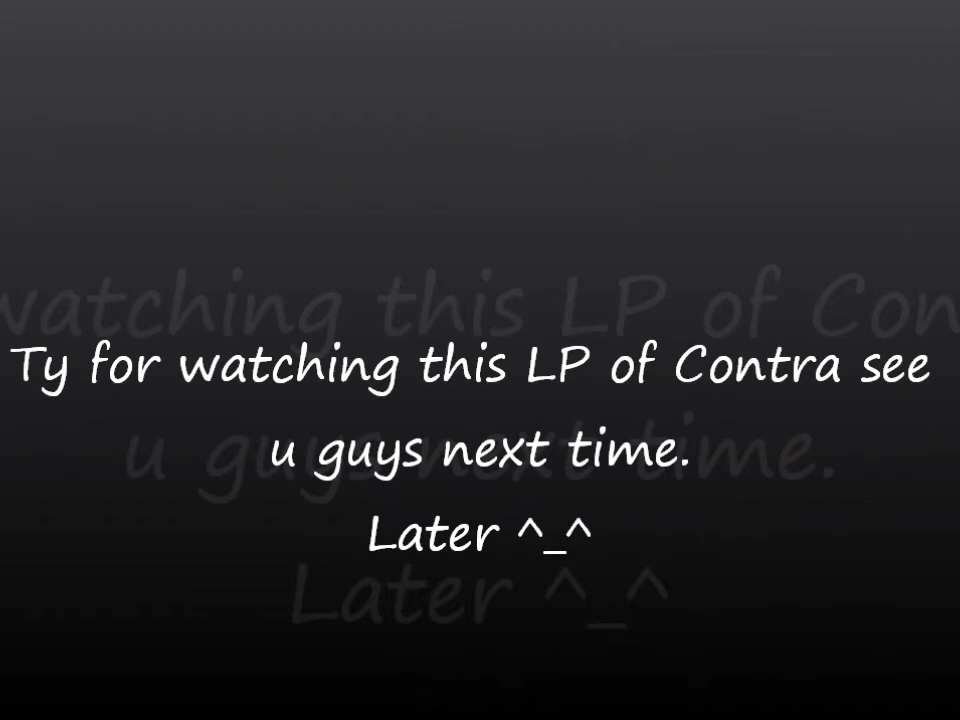 Ty for watching this LP of Contra see
u guys next time.
Later ^_^